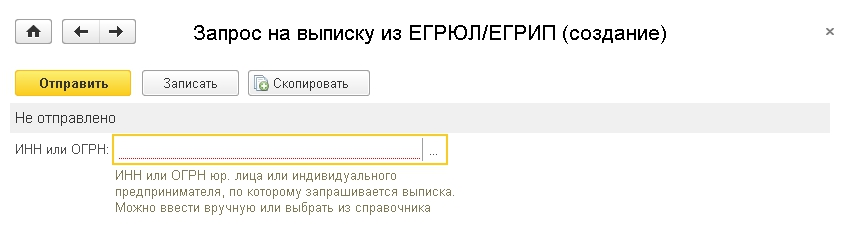 Запрос на выписку из ЕГРЮЛ/ЕГРИП (создание)
Отправить Записать Скопировать
Не отправлено
ИНН или ОГРН: ...
ИНН или ОГРН юр. лица или индивидуального
предпринимателя, по которому запрашивается выписка.
Можно ввести вручную или выбрать из справочника